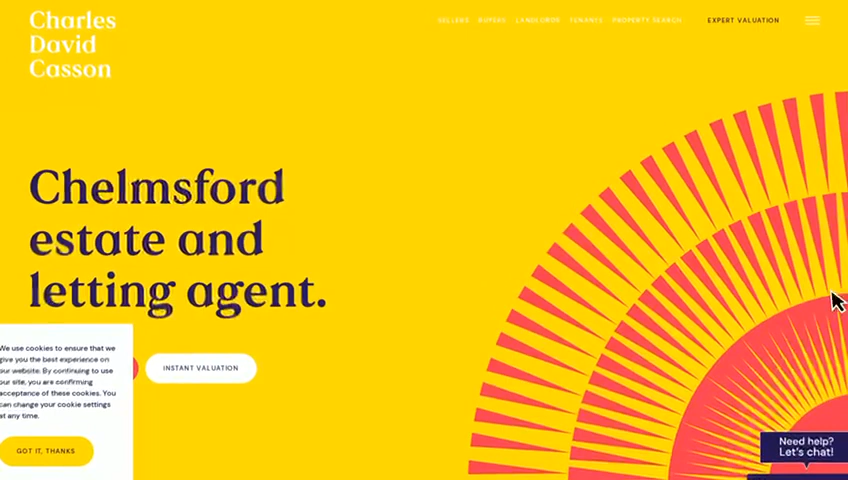 Charles
David
Casson
SELLERS BUYERS LANDLORDS TENANTS PROPERTY SEARCH EXPERT VALUATION
Chelmsford
estate and
letting agent.
INSTANT VALUATION
We use cookies to ensure that we
give you the best experience on
our website. By continuing to use
our site, you are confirming
acceptance of these cookies. You
can change your cookie settings
at any time.
GOT IT, THANKS
Need help?
Let's chat!